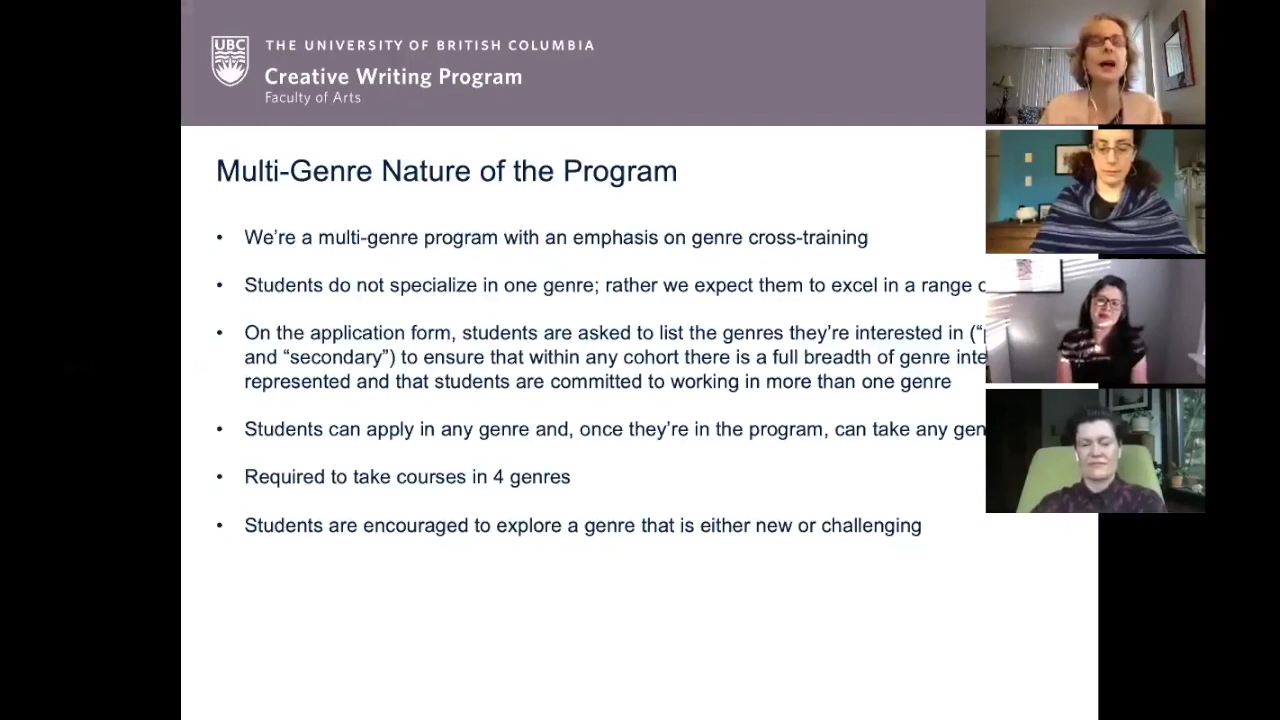 UBC
THE UNIVERSITY OF BRITISH COLUMBIA
Creative Writing Program
Faculty of Arts
Multi-Genre Nature of the Program
• We’re a multi-genre program with an emphasis on genre cross-training
• Students do not specialize in one genre; rather we expect them to excel in a range
• On the application form, students are asked to list the genres they’re interested in (“
and “secondary”) to ensure that within any cohort there is a full breadth of genre
represented and that students are committed to working in more than one genre
• Students can apply in any genre and, once they’re in the program, can take any
• Required to take courses in 4 genres
• Students are encouraged to explore a genre that is either new or challenging